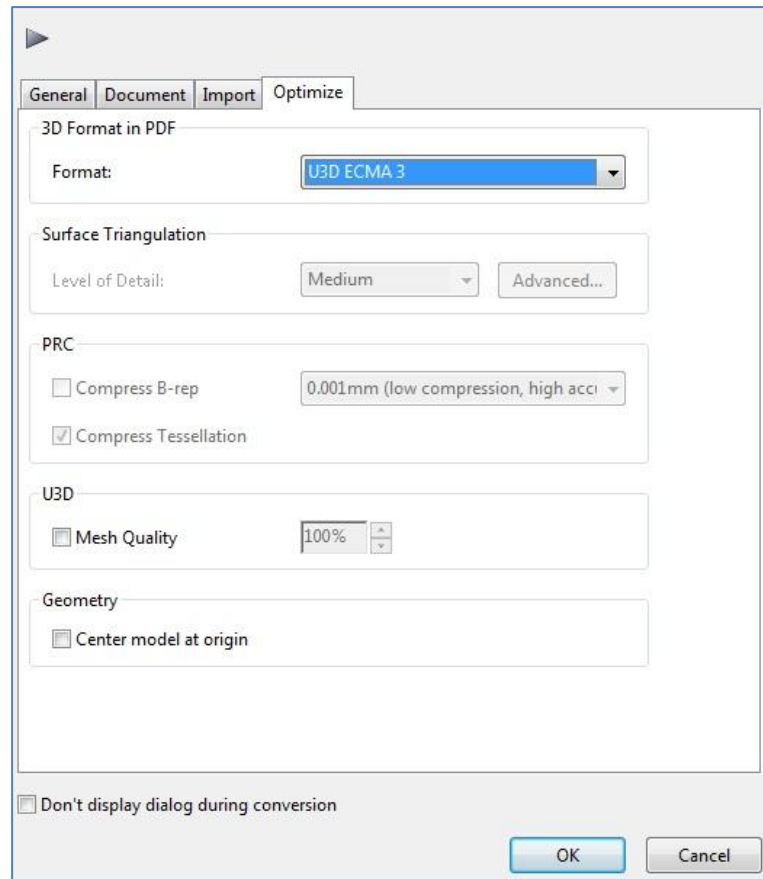 General Document Import Optimize
3D Format in PDF
Format: U3D ECMA 3
Surface Triangulation
Level of Detail: Medium Advanced...
PRC
Compress B-rep 0.001mm (low compression, high accu
Compress Tessellation
U3D
Mesh Quality 100%
Geometry
Center model at origin
Don't display dialog during conversion
OK Cancel